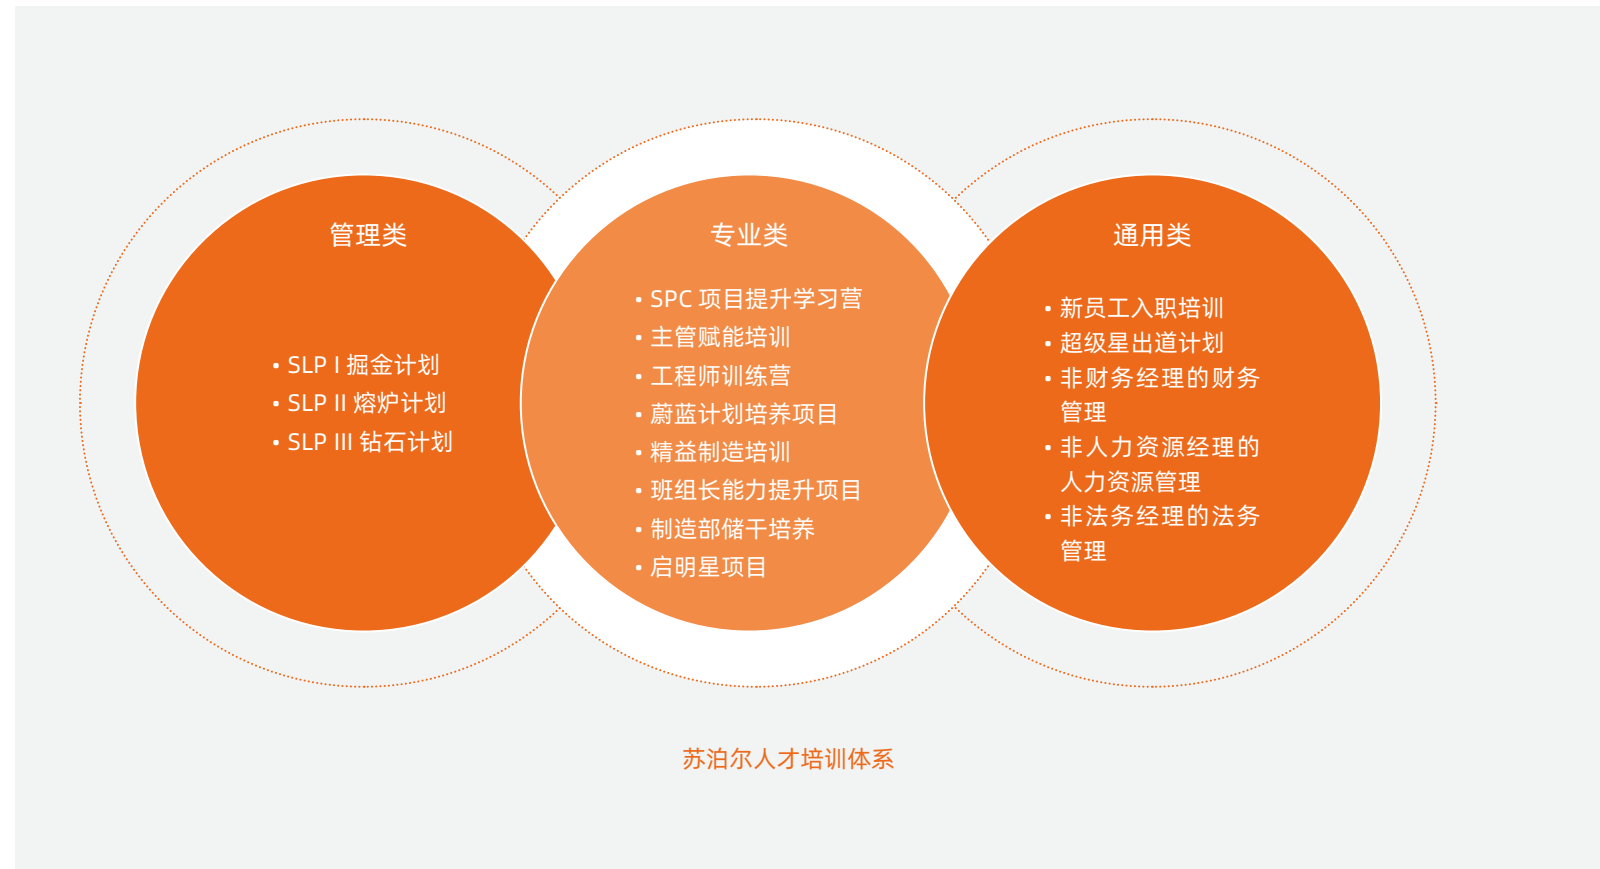 管理类
• SLP I 掘金计划
• SLP II 熔炉计划
• SLP III 钻石计划
专业类
• SPC 项目提升学习营
• 主管赋能培训
• 工程师训练营
• 蔚蓝计划培养项目
• 精益制造培训
• 班组长能力提升项目
• 制造部储干培养
• 启明星项目
通用类
• 新员工入职培训
• 超级星出道计划
• 非财务经理的财务
管理
• 非人力资源经理的
人力资源管理
• 非法务经理的法务
管理
苏泊尔人才培训体系